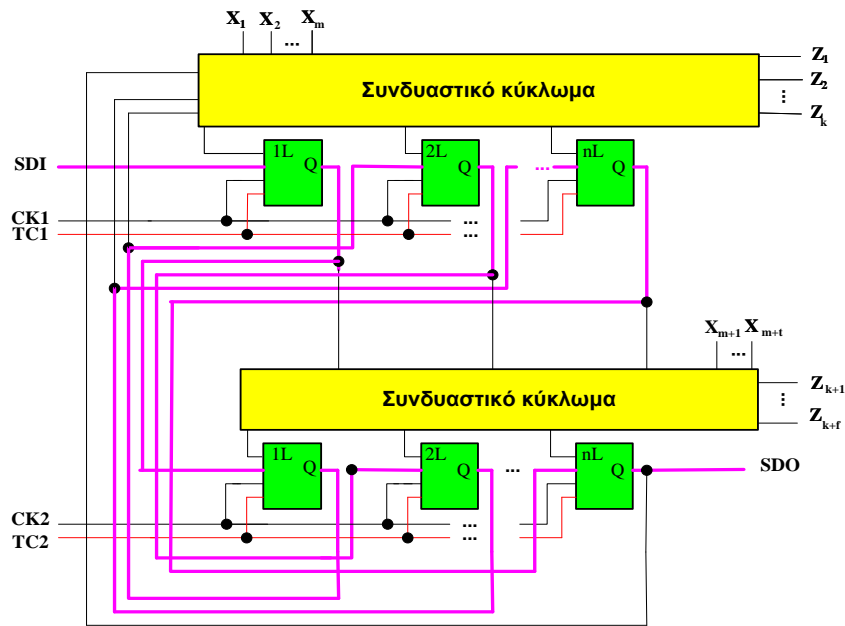 X1 X2 ... Xm
Συνδυαστικό κύκλωμα
Z1
Z2
...
Zk
SDI
1L Q
2L Q
...
nL Q
CK1 ...
TC1 ...
Xm+1 ... Xm+t
Συνδυαστικό κύκλωμα
Zk+1
...
Zk+f
1L Q
2L Q
...
nL Q
SDO
CK2 ...
TC2 ...